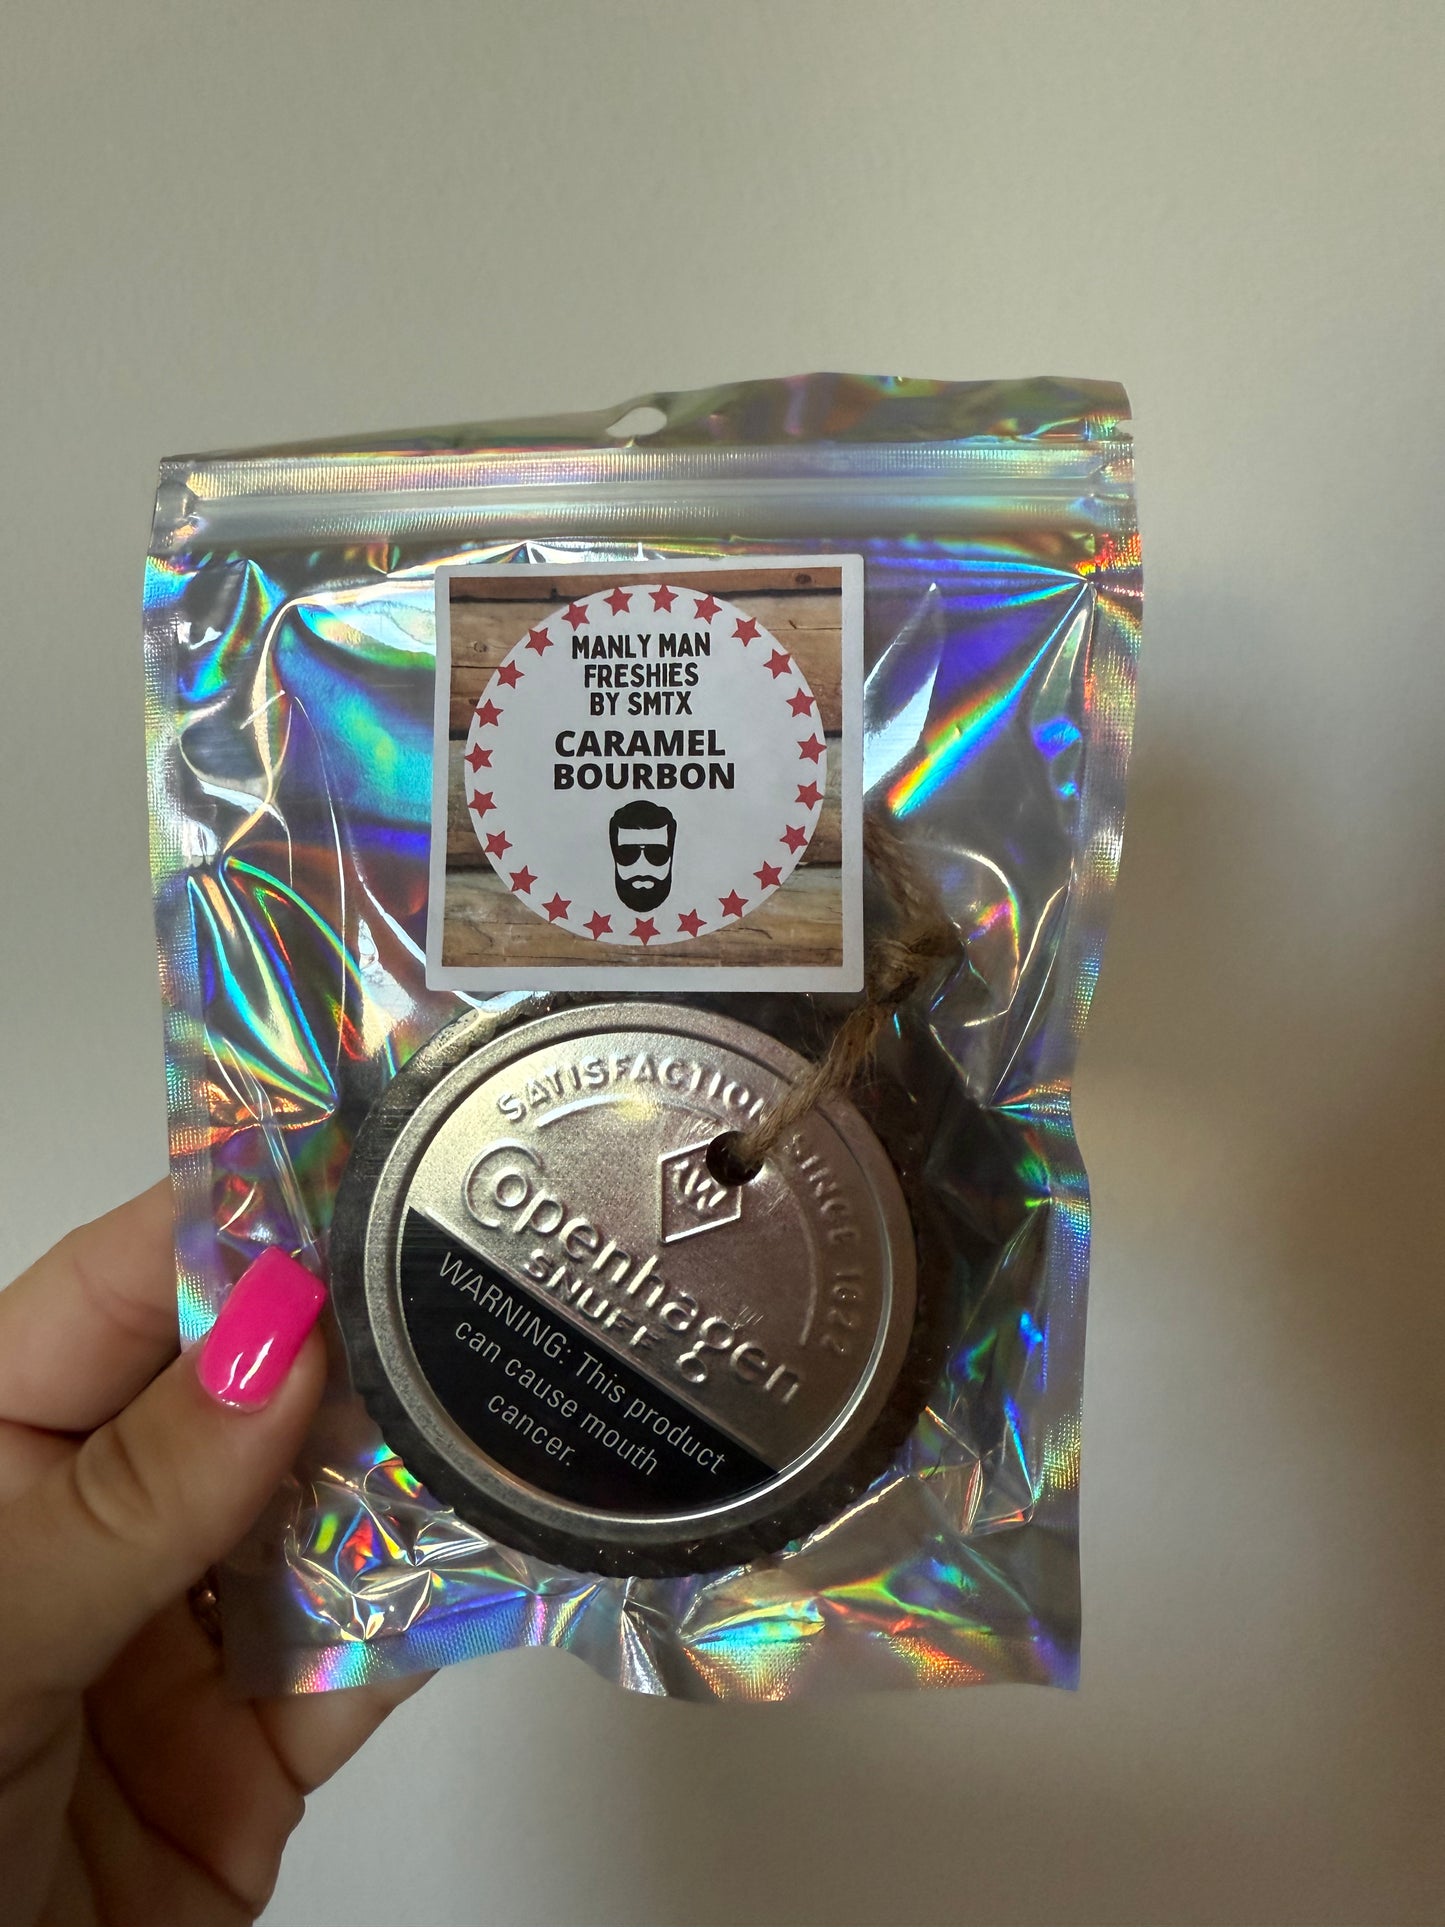 MANLY MAN
FRESHIES
BY SMTX
CARAMEL
BOURBON
SATISFACTION SINCE 1822
W
Copenhagen
SNUFF
WARNING: This product
can cause mouth
cancer.